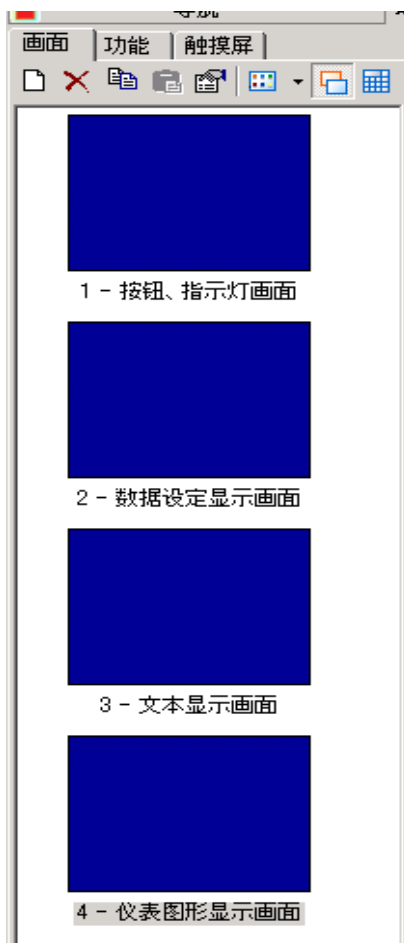 导航
画面 功能 触摸屏
1 - 按钮、指示灯画面
2 - 数据设定显示画面
3 - 文本显示画面
4 - 仪表图形显示画面